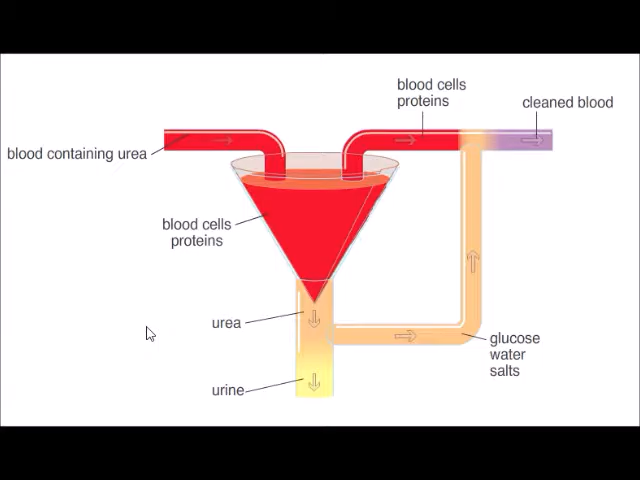 blood cells
proteins
cleaned blood
blood containing urea
blood cells
proteins
urea
glucose
water
salts
urine